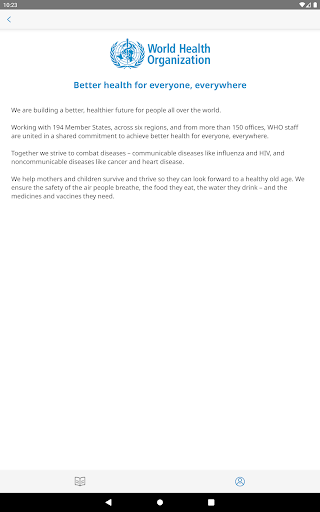 10:23
World Health
Organization
Better health for everyone, everywhere
We are building a better, healthier future for people all over the world.
Working with 194 Member States, across six regions, and from more than 150 offices, WHO staff
are united in a shared commitment to achieve better health for everyone, everywhere.
Together we strive to combat diseases – communicable diseases like influenza and HIV, and
noncommunicable diseases like cancer and heart disease.
We help mothers and children survive and thrive so they can look forward to a healthy old age. We
ensure the safety of the air people breathe, the food they eat, the water they drink – and the
medicines and vaccines they need.